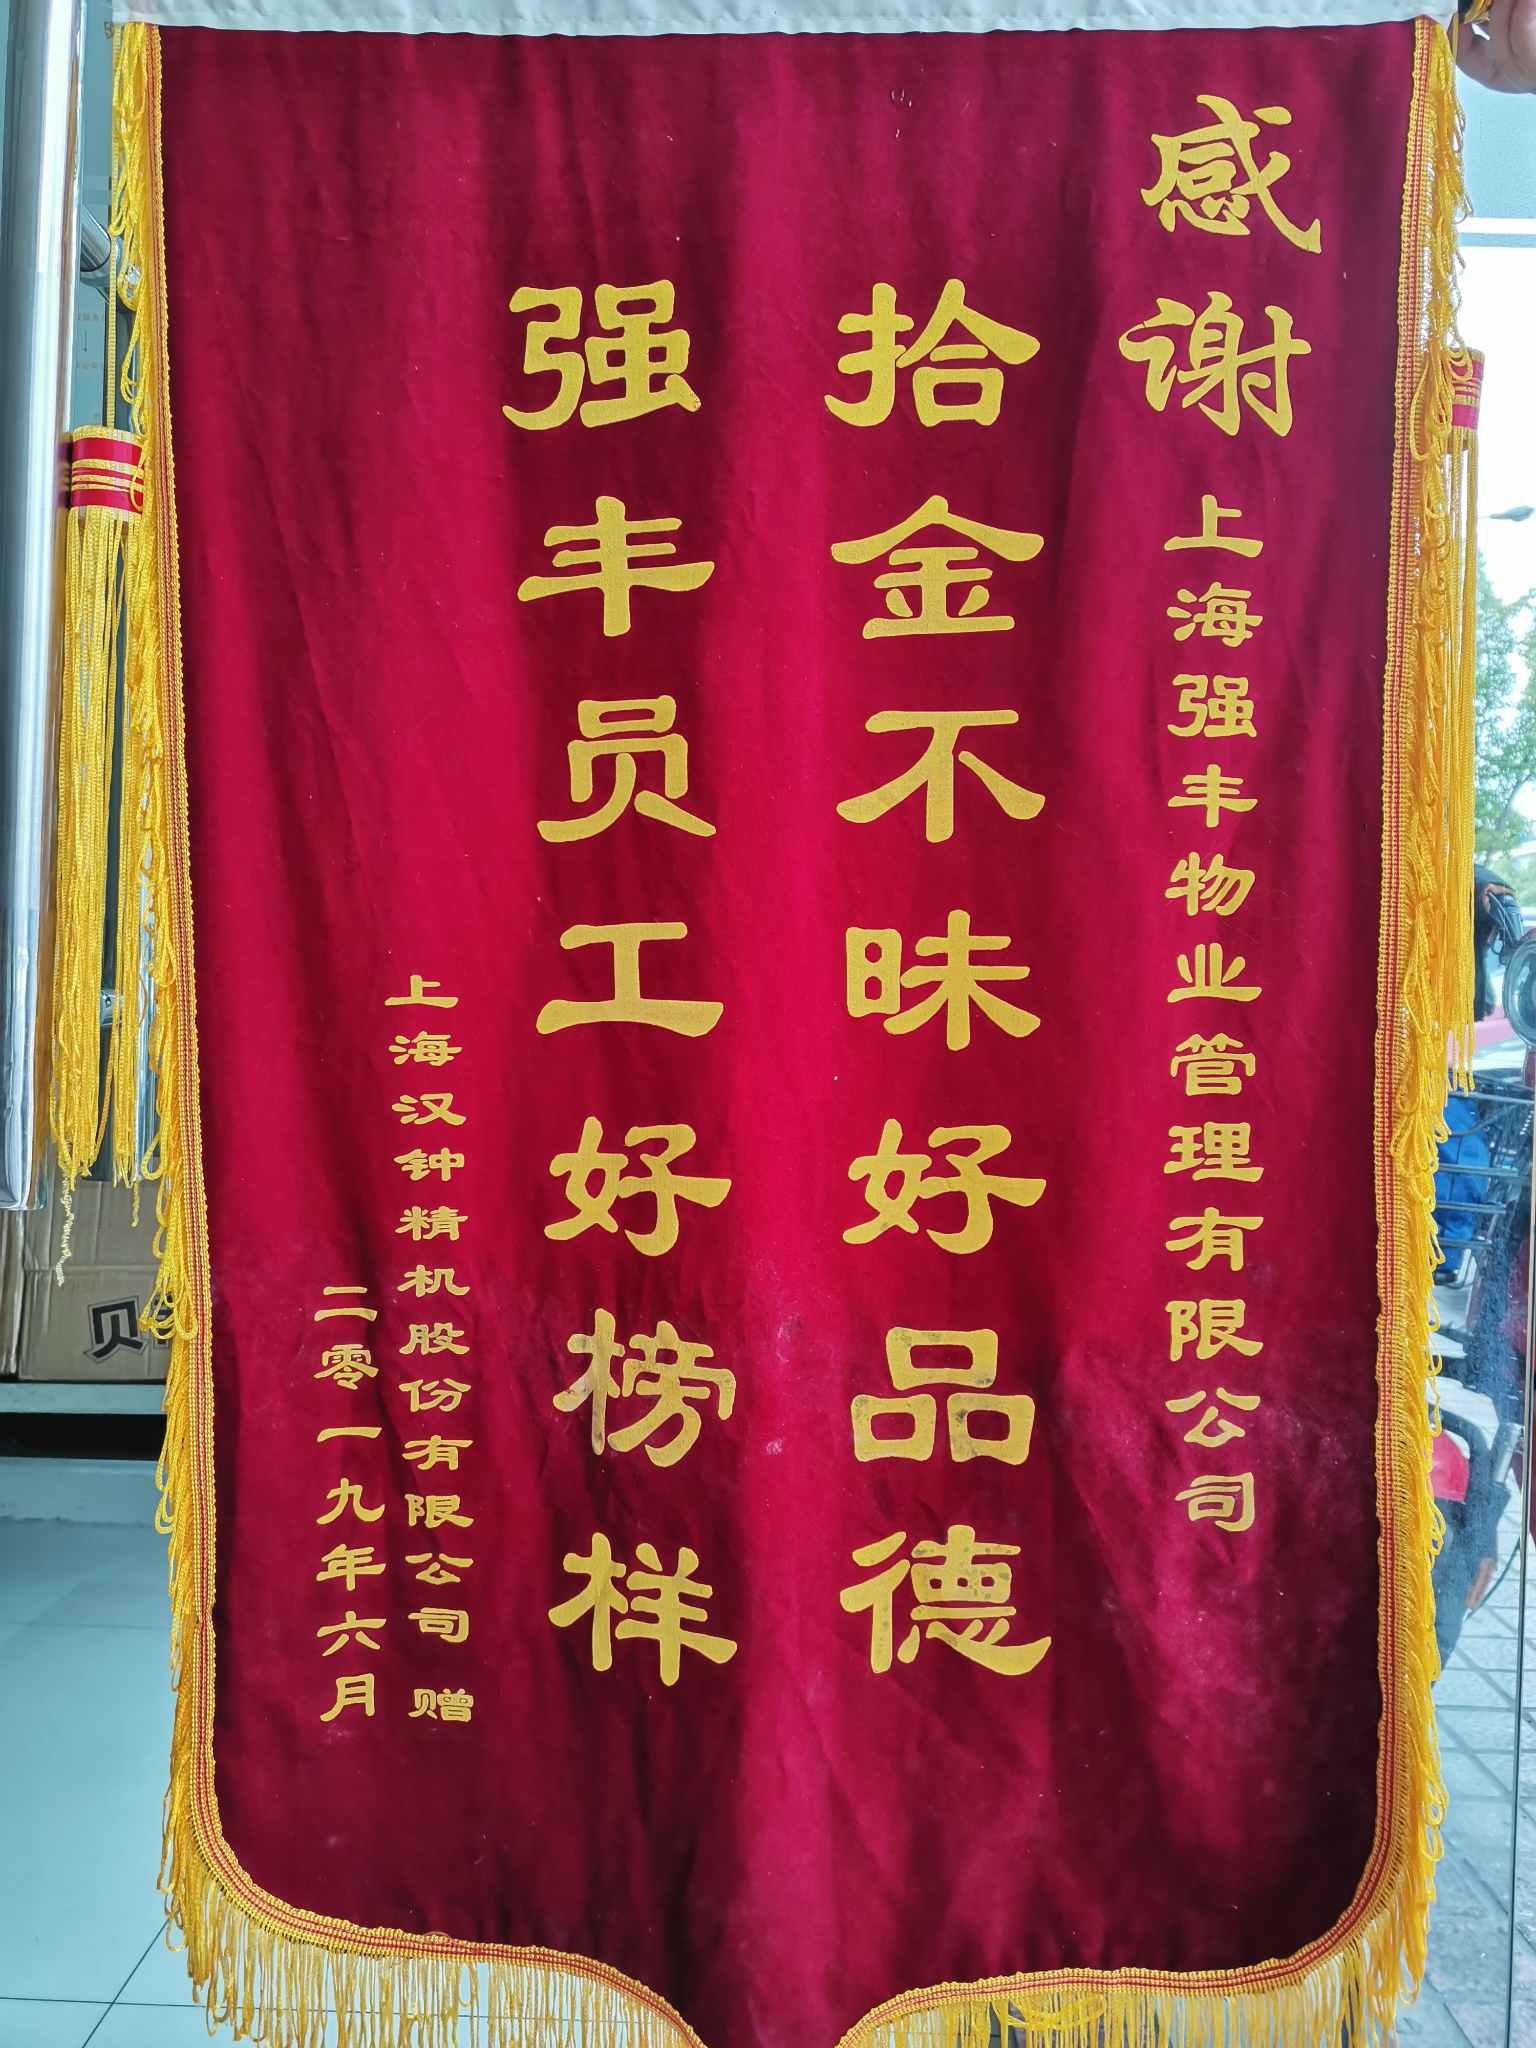 感谢 上海强丰物业管理有限公司
拾金不昧好品德
强丰员工好榜样
上海汉钟精机股份有限公司 赠
二零一九年六月
贝